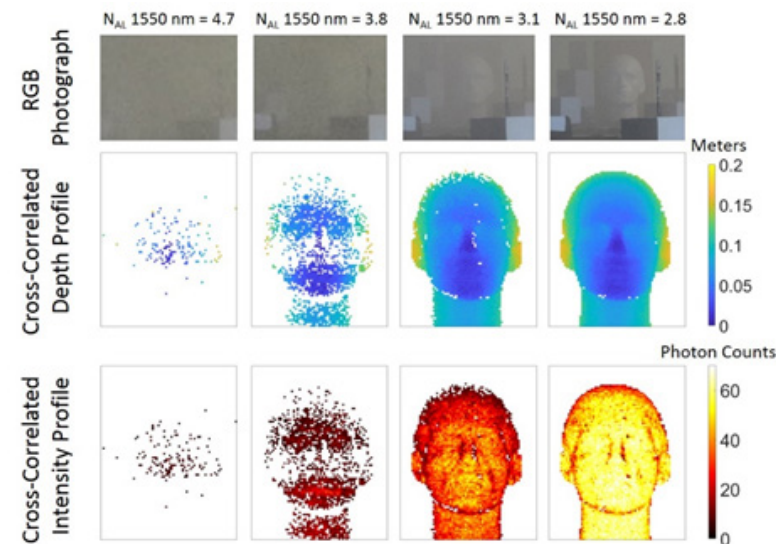 N_AL 1550 nm = 4.7 N_AL 1550 nm = 3.8 N_AL 1550 nm = 3.1 N_AL 1550 nm = 2.8
RGB
Photograph
Meters
Cross-Correlated
Depth Profile
0.2
0.15
0.1
0.05
0
Photon Counts
Cross-Correlated
Intensity Profile
60
40
20
0